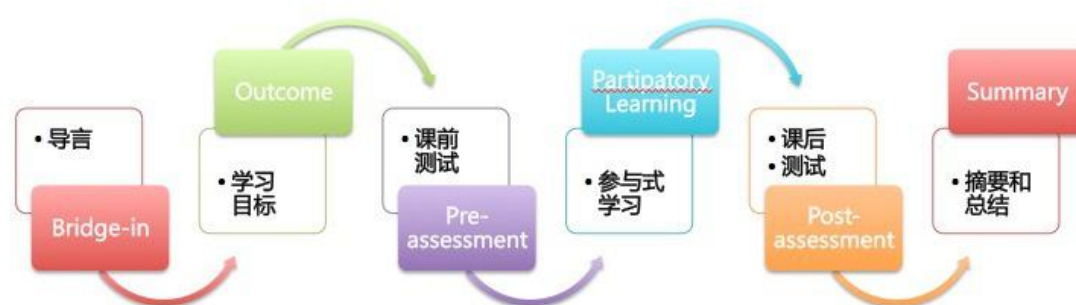 • 导言
Bridge-in
Outcome
• 学习
目标
• 课前
测试
Pre-
assessment
Partipatory
Learning
• 参与式
学习
• 课后
• 测试
Post-
assessment
Summary
• 摘要和
总结